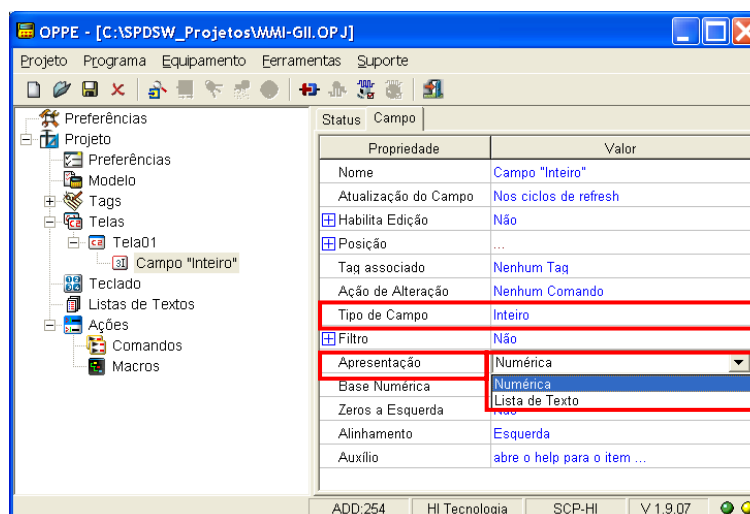 OPPE - [C:\SPDSW_Projetos\MMI-GII.OPJ]
Projeto Programa Equipamento Ferramentas Suporte
Preferências
Projeto
Preferências
Modelo
Tags
Telas
Tela01
Campo "Inteiro"
Teclado
Listas de Textos
Ações
Comandos
Macros
Status Campo
Propriedade Valor
Nome Campo "Inteiro"
Atualização do Campo Nos ciclos de refresh
Habilita Edição Não
Posição ...
Tag associado Nenhum Tag
Ação de Alteração Nenhum Comando
Tipo de Campo Inteiro
Filtro Não
Apresentação Numérica
Numérica
Lista de Texto
Base Numérica
Zeros a Esquerda
Alinhamento Esquerda
Auxílio abre o help para o item ...
ADD:254 HI Tecnologia SCP-HI V 1.9.07